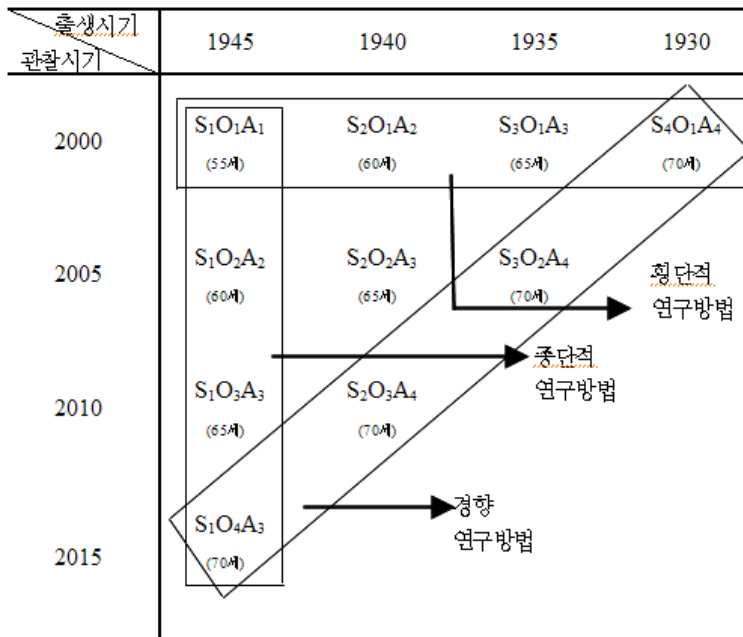 출생시기
관찰시기
1945 1940 1935 1930
2000
S₁O₁A₁ S₂O₁A₂ S₃O₁A₃ S₄O₁A₄
(55세) (60세) (65세) (70세)
2005
S₁O₂A₂ S₂O₂A₃ S₃O₂A₄
(60세) (65세) (70세)
횡단적
연구방법
종단적
연구방법
2010
S₁O₃A₃ S₂O₃A₄
(65세) (70세)
경향
연구방법
2015
S₁O₄A₃
(70세)